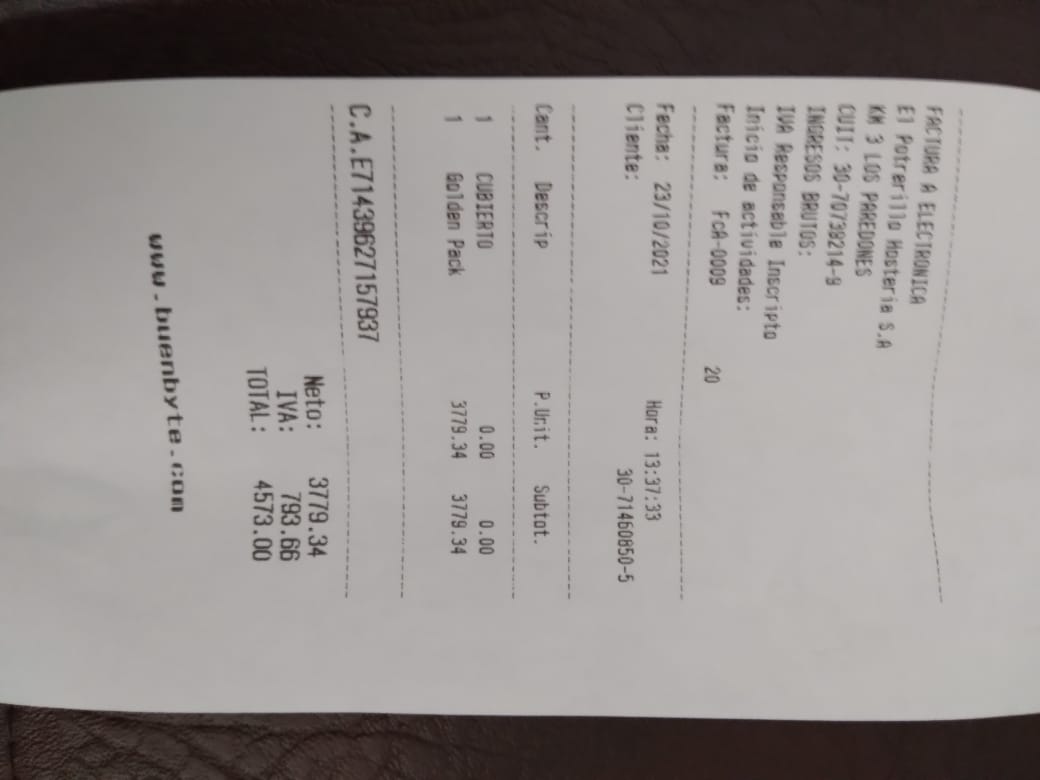 FACTURA A ELECTRONICA
El Potrerillo Hosteria S.A
KM 3 LOS PAREDONES
CUIT: 30-70739214-9
INGRESOS BRUTOS:
IVA Responsable Inscripto
Inicio de actividades:
Factura: FcA-0009 20
Fecha: 23/10/2021 Hora: 13:37:33
Cliente: 30-71460850-5
Cant. Descrip P.Unit. Subtot.
1 CUBIERTO 0.00 0.00
1 Golden Pack 3779.34 3779.34
C.A.E71439627157937
Neto: 3779.34
IVA: 793.66
TOTAL: 4573.00
www.buenbyte.com